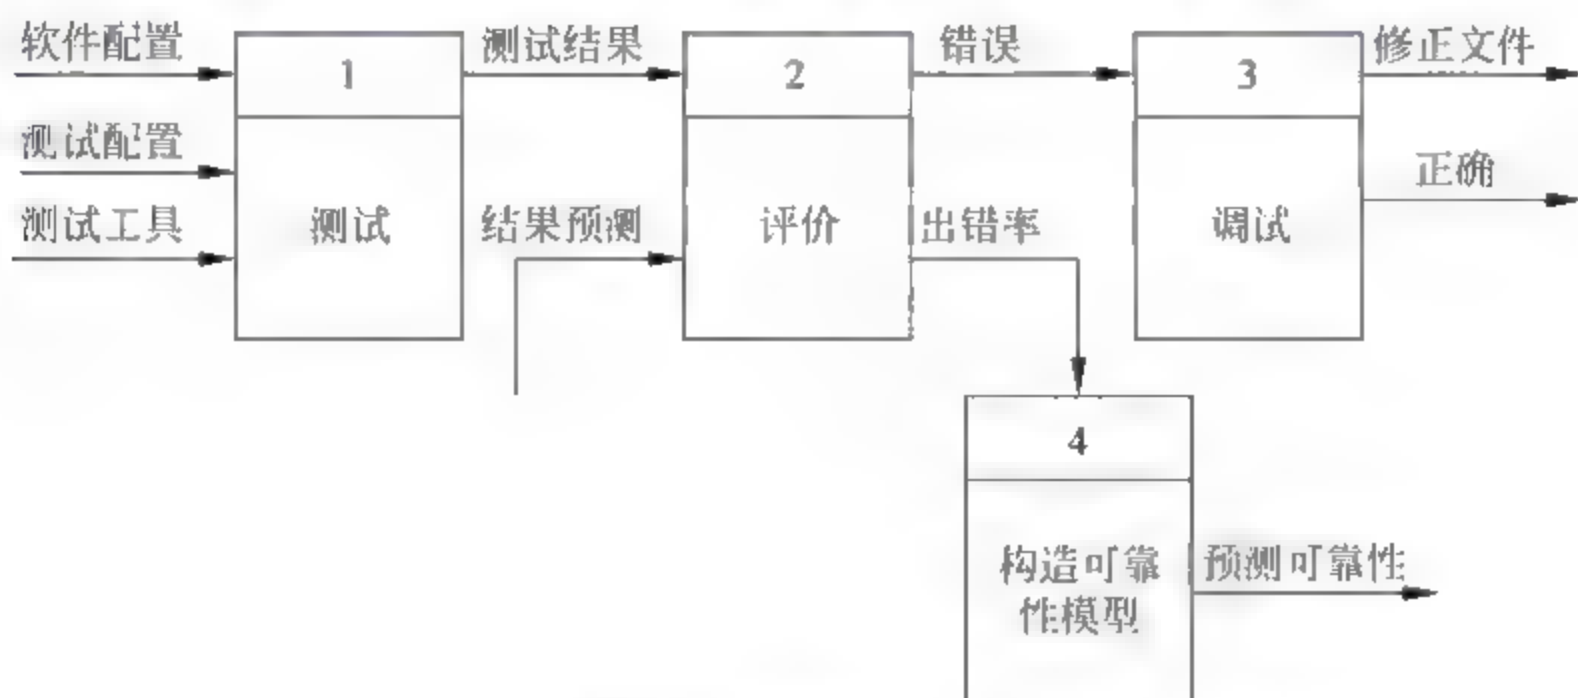 软件配置
1
测试结果
2
错误
3
修正文件
测试配置
正确
测试工具
测试
结果预测
评价
出错率
调试
4
构造可靠
性模型
预测可靠性